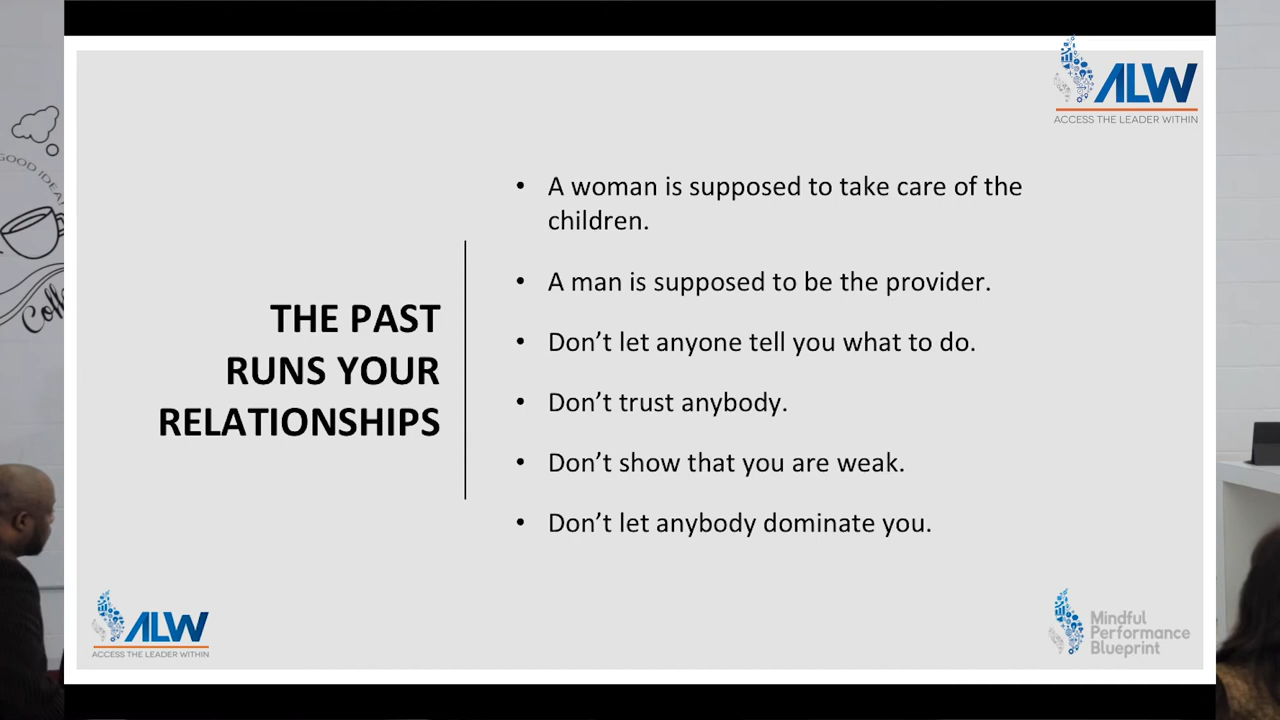 ALW
ACCESS THE LEADER WITHIN
GOOD IDEA
THE PAST
RUNS YOUR
RELATIONSHIPS
• A woman is supposed to take care of the
children.
• A man is supposed to be the provider.
• Don’t let anyone tell you what to do.
• Don’t trust anybody.
• Don’t show that you are weak.
• Don’t let anybody dominate you.
ALW
ACCESS THE LEADER WITHIN
Mindful
Performance
Blueprint